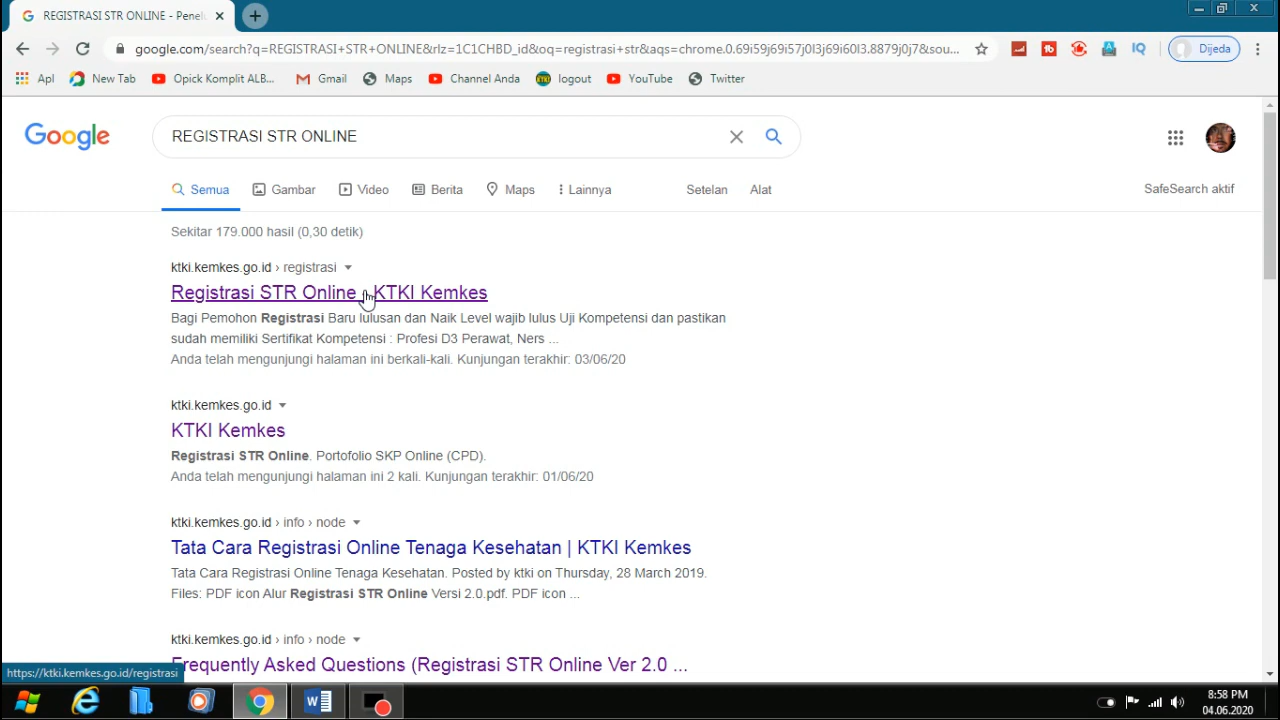 REGISTRASI STR ONLINE - Penelu
google.com/search?q=REGISTRASI+STR+ONLINE&rlz=1C1CHBD_id&oq=registrasi+str&aqs=chrome.0.69i59j69i57j0l3j69i60l3.8879j0j7&sou...
Dijeda
Apl New Tab Opick Komplit ALB... Gmail Maps Channel Anda logout YouTube Twitter
Google REGISTRASI STR ONLINE
Semua Gambar Video Berita Maps Lainnya Setelan Alat SafeSearch aktif
Sekitar 179.000 hasil (0,30 detik)
ktki.kemkes.go.id › registrasi
Registrasi STR Online - KTKI Kemkes
Bagi Pemohon Registrasi Baru lulusan dan Naik Level wajib lulus Uji Kompetensi dan pastikan
sudah memiliki Sertifikat Kompetensi : Profesi D3 Perawat, Ners ...
Anda telah mengunjungi halaman ini berkali-kali. Kunjungan terakhir: 03/06/20
ktki.kemkes.go.id
KTKI Kemkes
Registrasi STR Online. Portofolio SKP Online (CPD).
Anda telah mengunjungi halaman ini 2 kali. Kunjungan terakhir: 01/06/20
ktki.kemkes.go.id › info › node
Tata Cara Registrasi Online Tenaga Kesehatan | KTKI Kemkes
Tata Cara Registrasi Online Tenaga Kesehatan. Posted by ktki on Thursday, 28 March 2019.
Files: PDF icon Alur Registrasi STR Online Versi 2.0.pdf. PDF icon ...
ktki.kemkes.go.id › info › node
Frequently Asked Questions (Registrasi STR Online Ver 2.0 ...
https://ktki.kemkes.go.id/registrasi
8:58 PM
04.06.2020